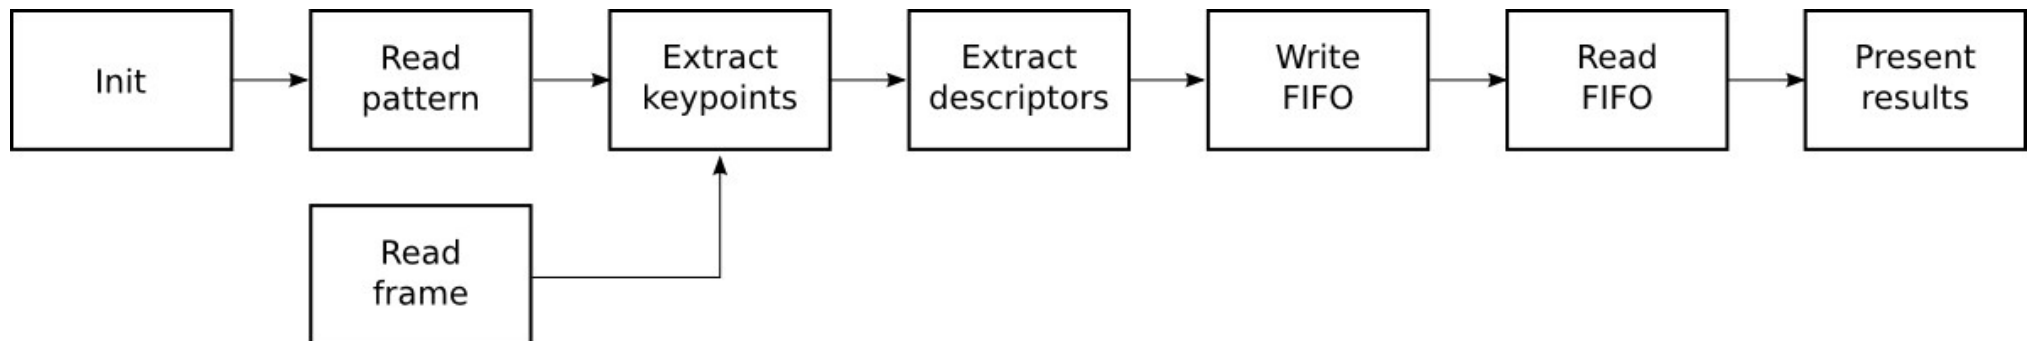 Init
Read
pattern
Extract
keypoints
Extract
descriptors
Write
FIFO
Read
FIFO
Present
results
Read
frame